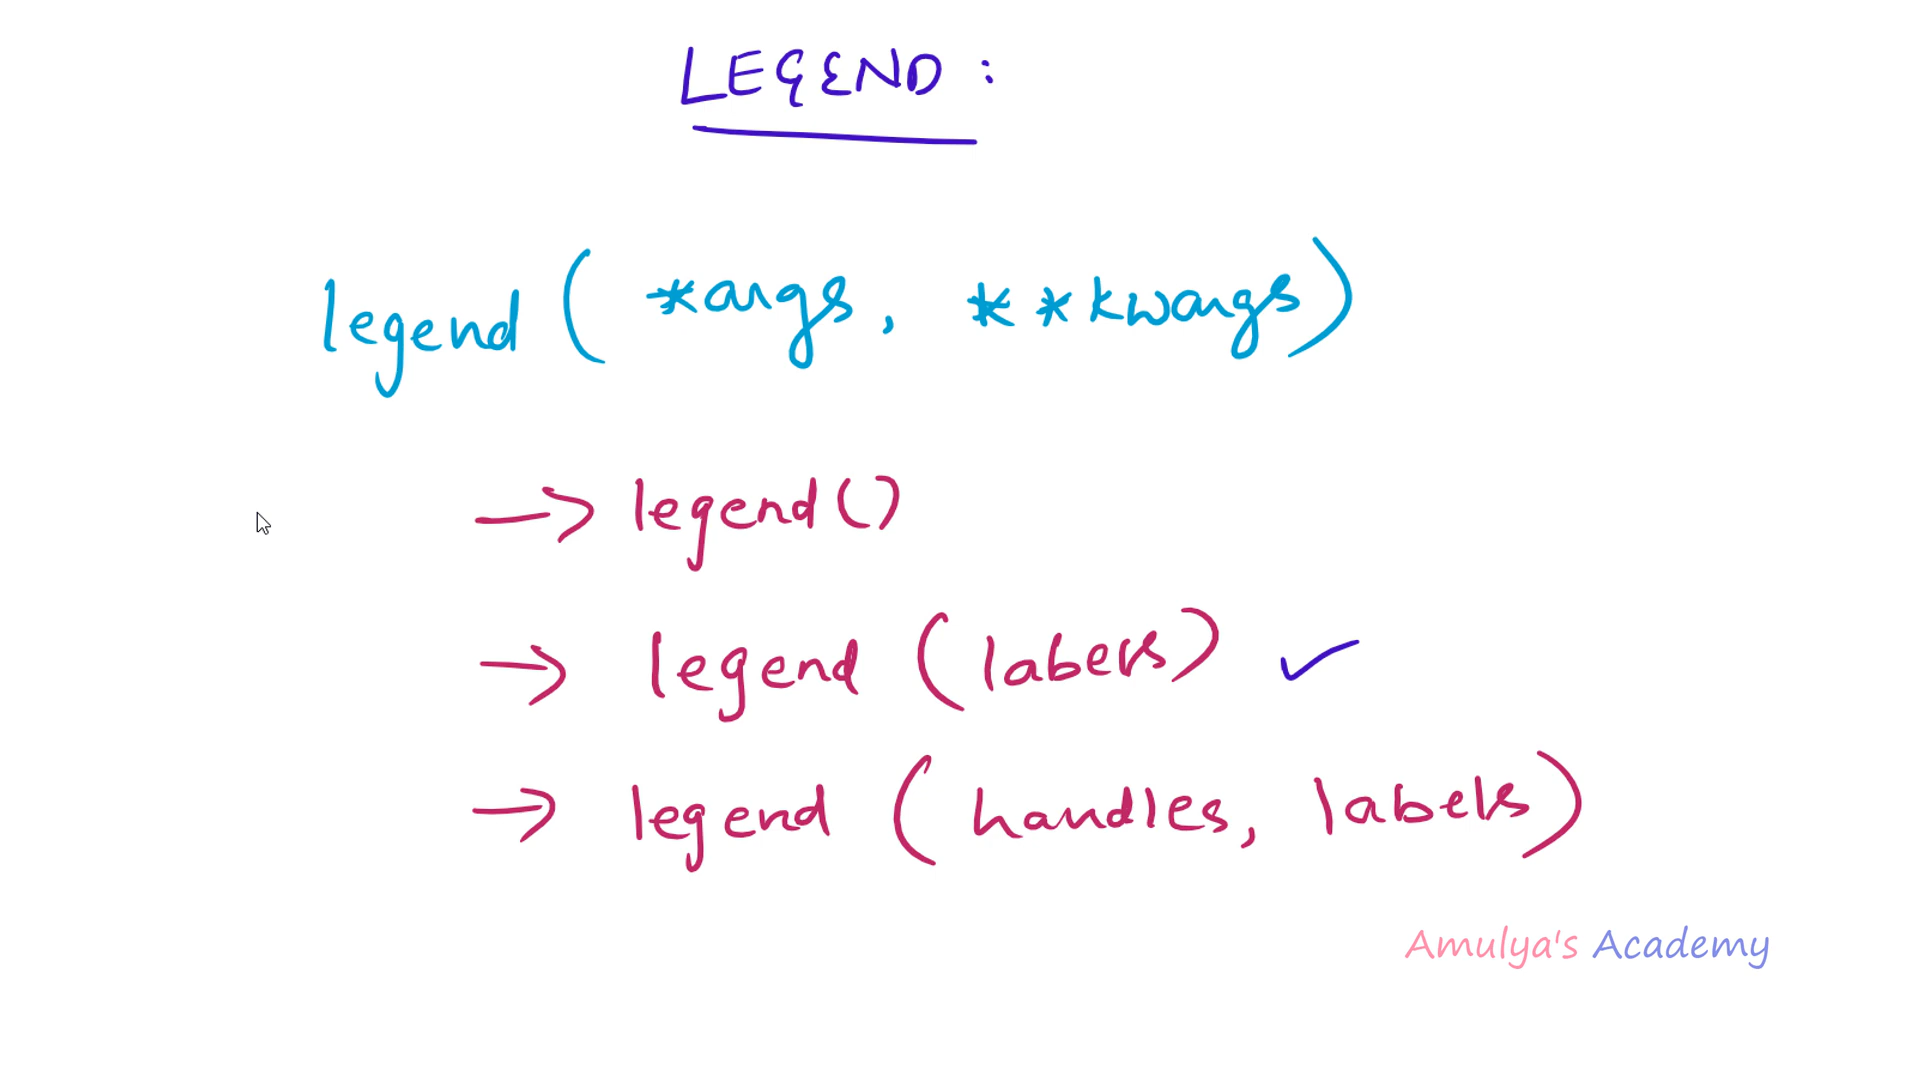 LEGEND :
legend ( *args, **kwargs)
→ legend()
→ legend (labels) ✓
→ legend (handles, labels)
Amulya's Academy